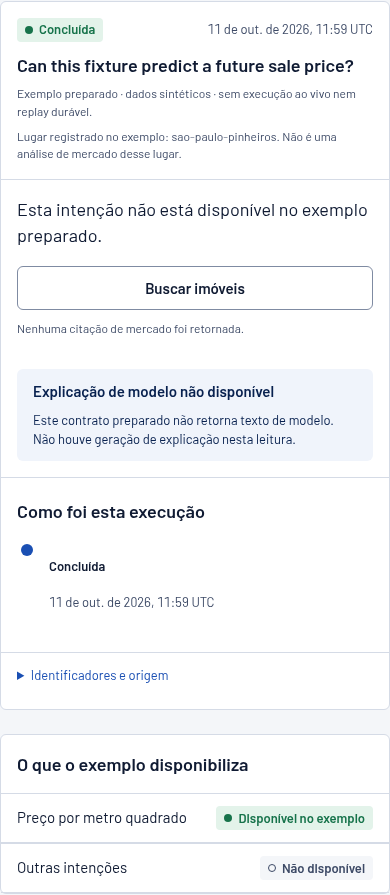 Concluída
11 de out. de 2026, 11:59 UTC
Can this fixture predict a future sale price?
Exemplo preparado · dados sintéticos · sem execução ao vivo nem
replay durável.
Lugar registrado no exemplo: sao-paulo-pinheiros. Não é uma
análise de mercado desse lugar.
Esta intenção não está disponível no exemplo
preparado.
Buscar imóveis
Nenhuma citação de mercado foi retornada.
Explicação de modelo não disponível
Este contrato preparado não retorna texto de modelo.
Não houve geração de explicação nesta leitura.
Como foi esta execução
Concluída
11 de out. de 2026, 11:59 UTC
Identificadores e origem
O que o exemplo disponibiliza
Preço por metro quadrado
Disponível no exemplo
Outras intenções
Não disponível